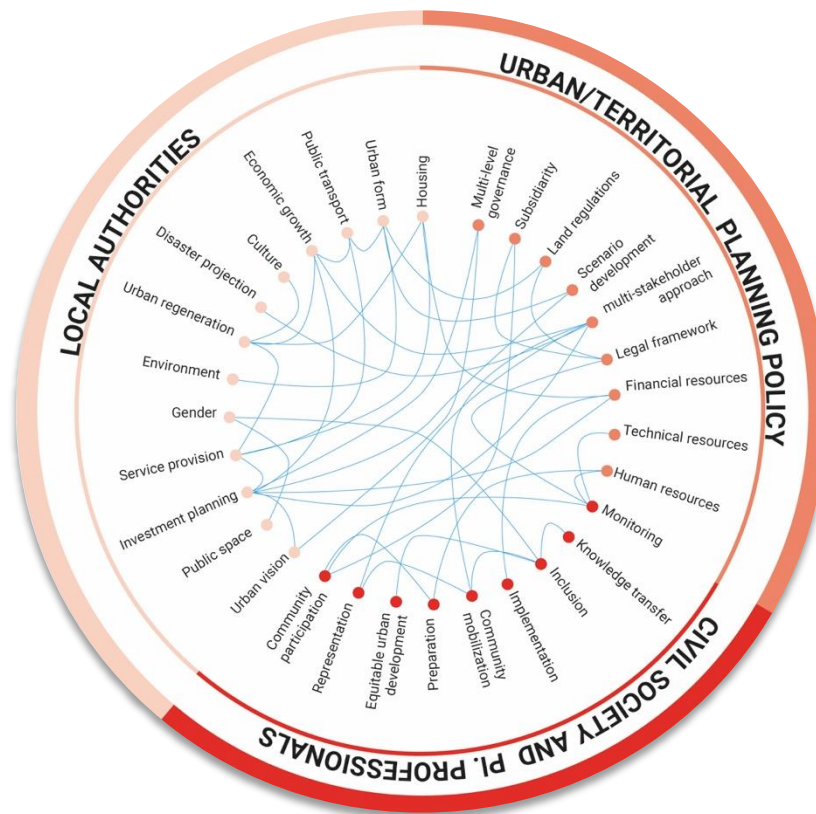 LOCAL AUTHORITIES
URBAN/TERRITORIAL PLANNING POLICY
CIVIL SOCIETY AND Pl. PROFESSIONALS
Housing
Urban form
Public transport
Economic growth
Culture
Disaster projection
Urban regeneration
Environment
Gender
Service provision
Investment planning
Public space
Urban vision
Multi-level
governance
Subsidiarity
Land regulations
Scenario
development
multi-stakeholder
approach
Legal framework
Financial resources
Technical resources
Human resources
Monitoring
Knowledge transfer
Inclusion
Implementation
Community
mobilization
Preparation
Equitable urban
development
Representation
Community
participation